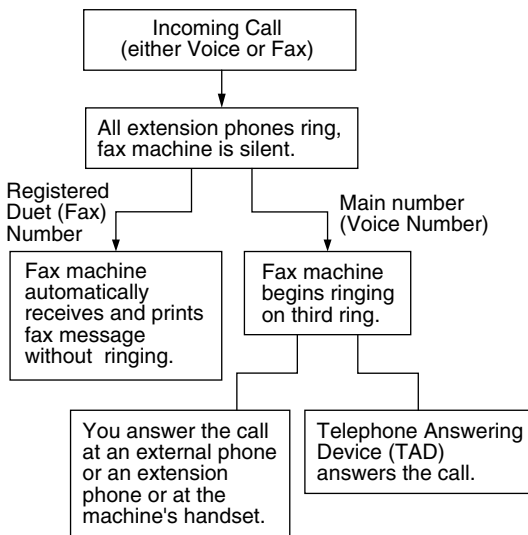 Incoming Call
(either Voice or Fax)
All extension phones ring,
fax machine is silent.
Registered
Duet (Fax)
Number
Main number
(Voice Number)
Fax machine
automatically
receives and prints
fax message
without ringing.
Fax machine
begins ringing
on third ring.
You answer the call
at an external phone
or an extension
phone or at the
machine's handset.
Telephone Answering
Device (TAD)
answers the call.